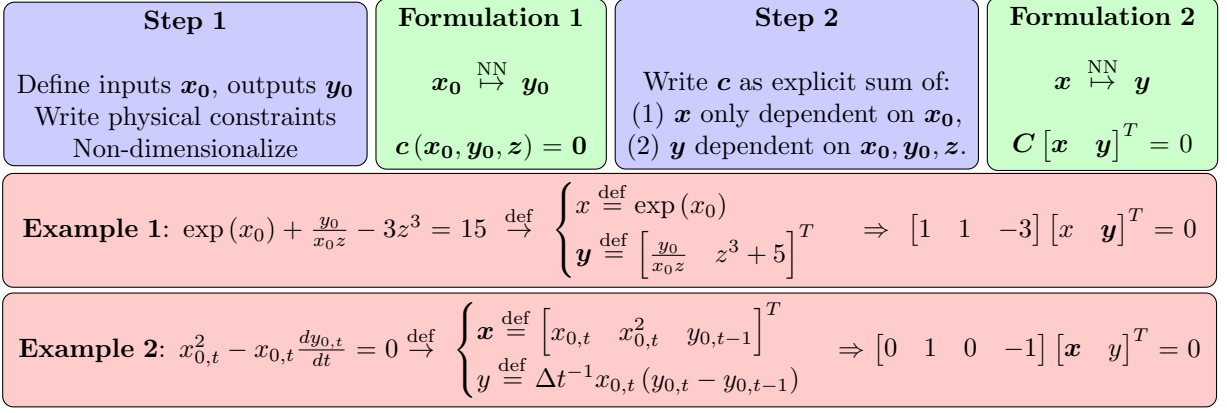 Step 1
Define inputs x₀, outputs y₀
Write physical constraints
Non-dimensionalize
Formulation 1
x₀ NN ↦ y₀
c (x₀, y₀, z) = 0
Step 2
Write c as explicit sum of:
(1) x only dependent on x₀,
(2) y dependent on x₀, y₀, z.
Formulation 2
x NN ↦ y
C [x y]ᵀ = 0
Example 1: exp (x₀) + y₀/(x₀z) − 3z³ = 15 def → { x def = exp (x₀)
y def = [y₀/(x₀z) z³ + 5]ᵀ
⇒ [1 1 −3] [x y]ᵀ = 0
Example 2: x²₀,ₜ − x₀,ₜ dy₀,ₜ/dt = 0 def → { x def = [x₀,ₜ x²₀,ₜ y₀,ₜ₋₁]ᵀ
y def = Δt⁻¹x₀,ₜ (y₀,ₜ − y₀,ₜ₋₁)
⇒ [0 1 0 −1] [x y]ᵀ = 0